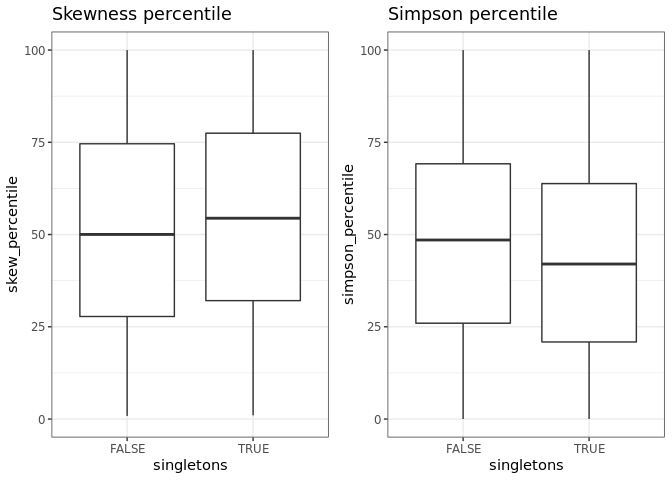 Skewness percentile
skew_percentile
100
75
50
25
0
FALSE TRUE
singletons
Simpson percentile
simpson_percentile
100
75
50
25
0
FALSE TRUE
singletons